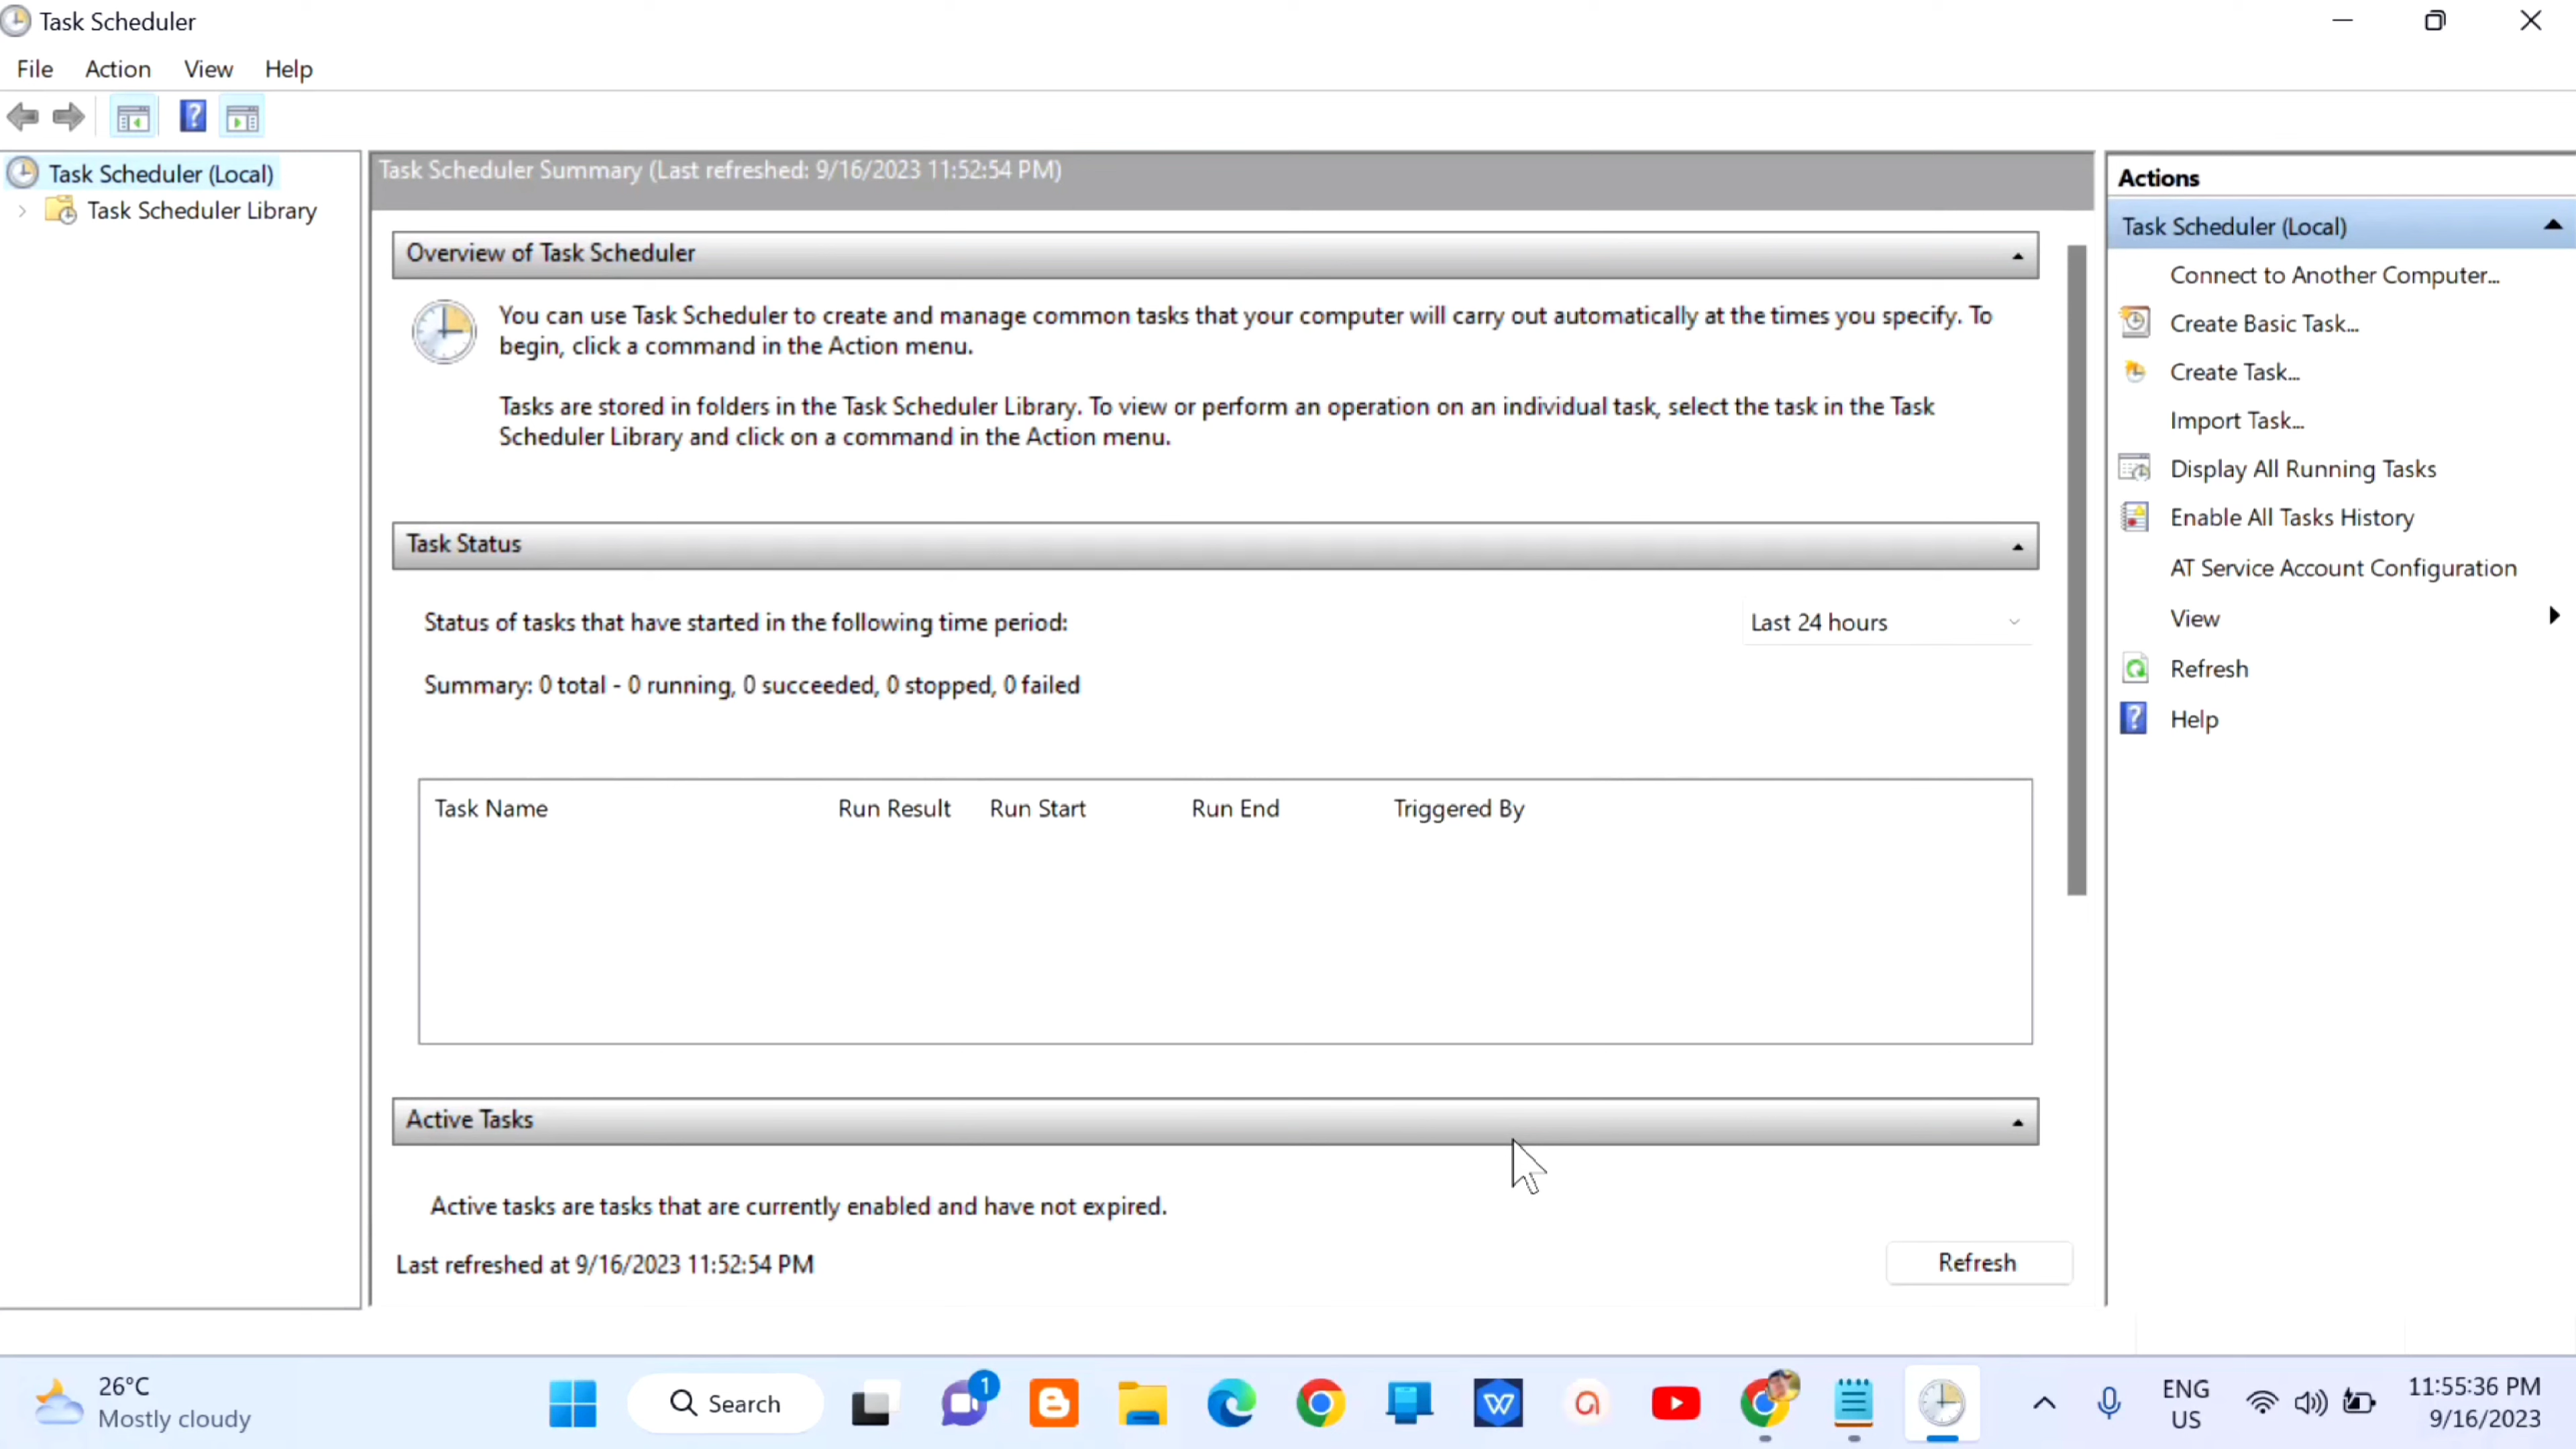 Task Scheduler
File Action View Help
Task Scheduler (Local)
Task Scheduler Library
Task Scheduler Summary (Last refreshed: 9/16/2023 11:52:54 PM)
Overview of Task Scheduler
You can use Task Scheduler to create and manage common tasks that your computer will carry out automatically at the times you specify. To
begin, click a command in the Action menu.
Tasks are stored in folders in the Task Scheduler Library. To view or perform an operation on an individual task, select the task in the Task
Scheduler Library and click on a command in the Action menu.
Task Status
Status of tasks that have started in the following time period:
Last 24 hours
Summary: 0 total - 0 running, 0 succeeded, 0 stopped, 0 failed
Task Name Run Result Run Start Run End Triggered By
Active Tasks
Active tasks are tasks that are currently enabled and have not expired.
Last refreshed at 9/16/2023 11:52:54 PM
Refresh
Actions
Task Scheduler (Local)
Connect to Another Computer...
Create Basic Task...
Create Task...
Import Task...
Display All Running Tasks
Enable All Tasks History
AT Service Account Configuration
View
Refresh
Help
26°C
Mostly cloudy
Search
1
ENG
US
11:55:36 PM
9/16/2023